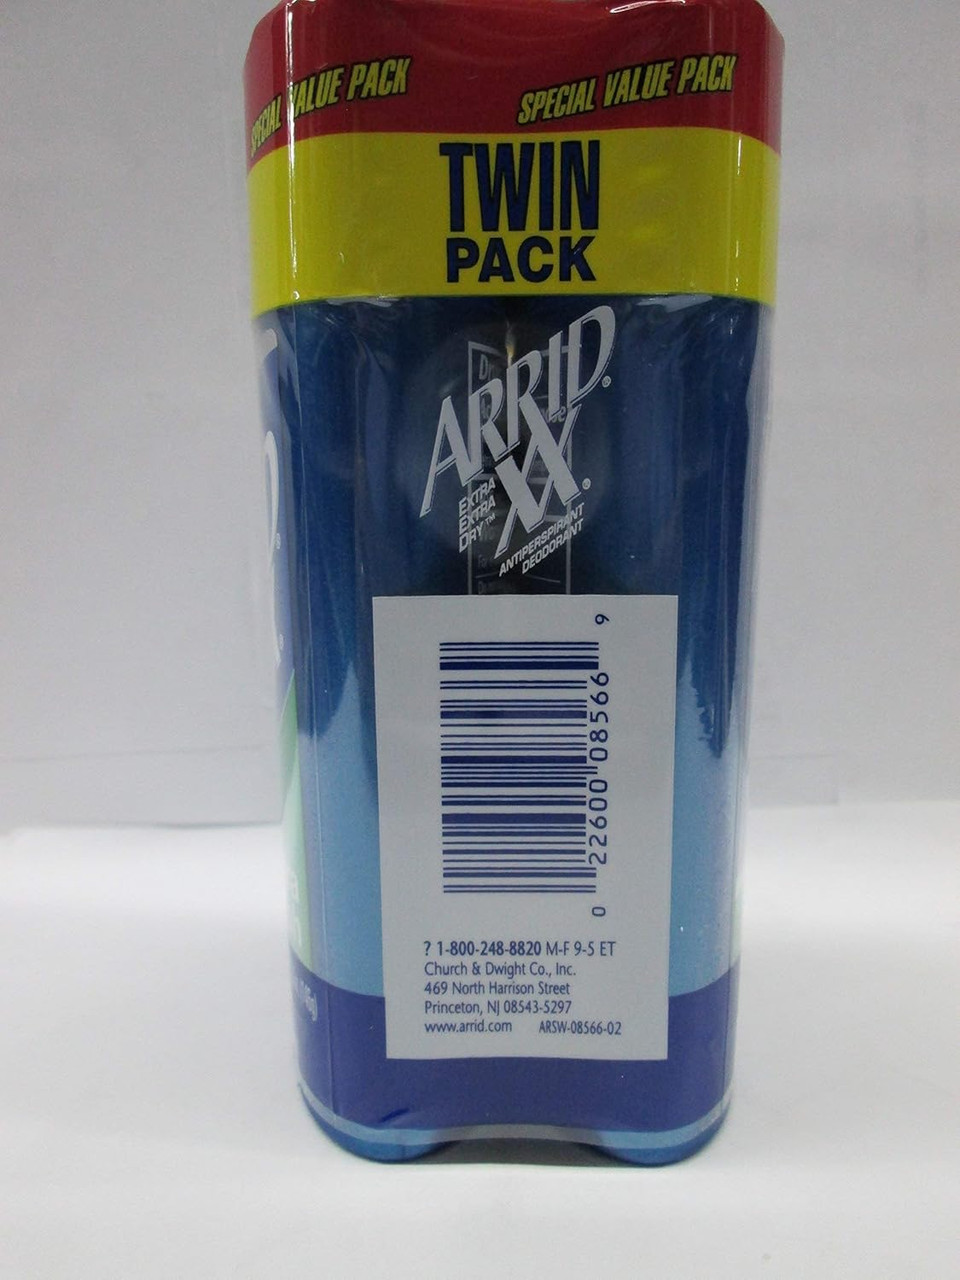 SPECIAL VALUE PACK
SPECIAL VALUE PACK
TWIN
PACK
ARRID®
XX®
EXTRA
EXTRA
DRY™
ANTIPERSPIRANT
DEODORANT
0 22600 08566 9
? 1-800-248-8820 M-F 9-5 ET
Church & Dwight Co., Inc.
469 North Harrison Street
Princeton, NJ 08543-5297
www.arrid.com ARSW-08566-02